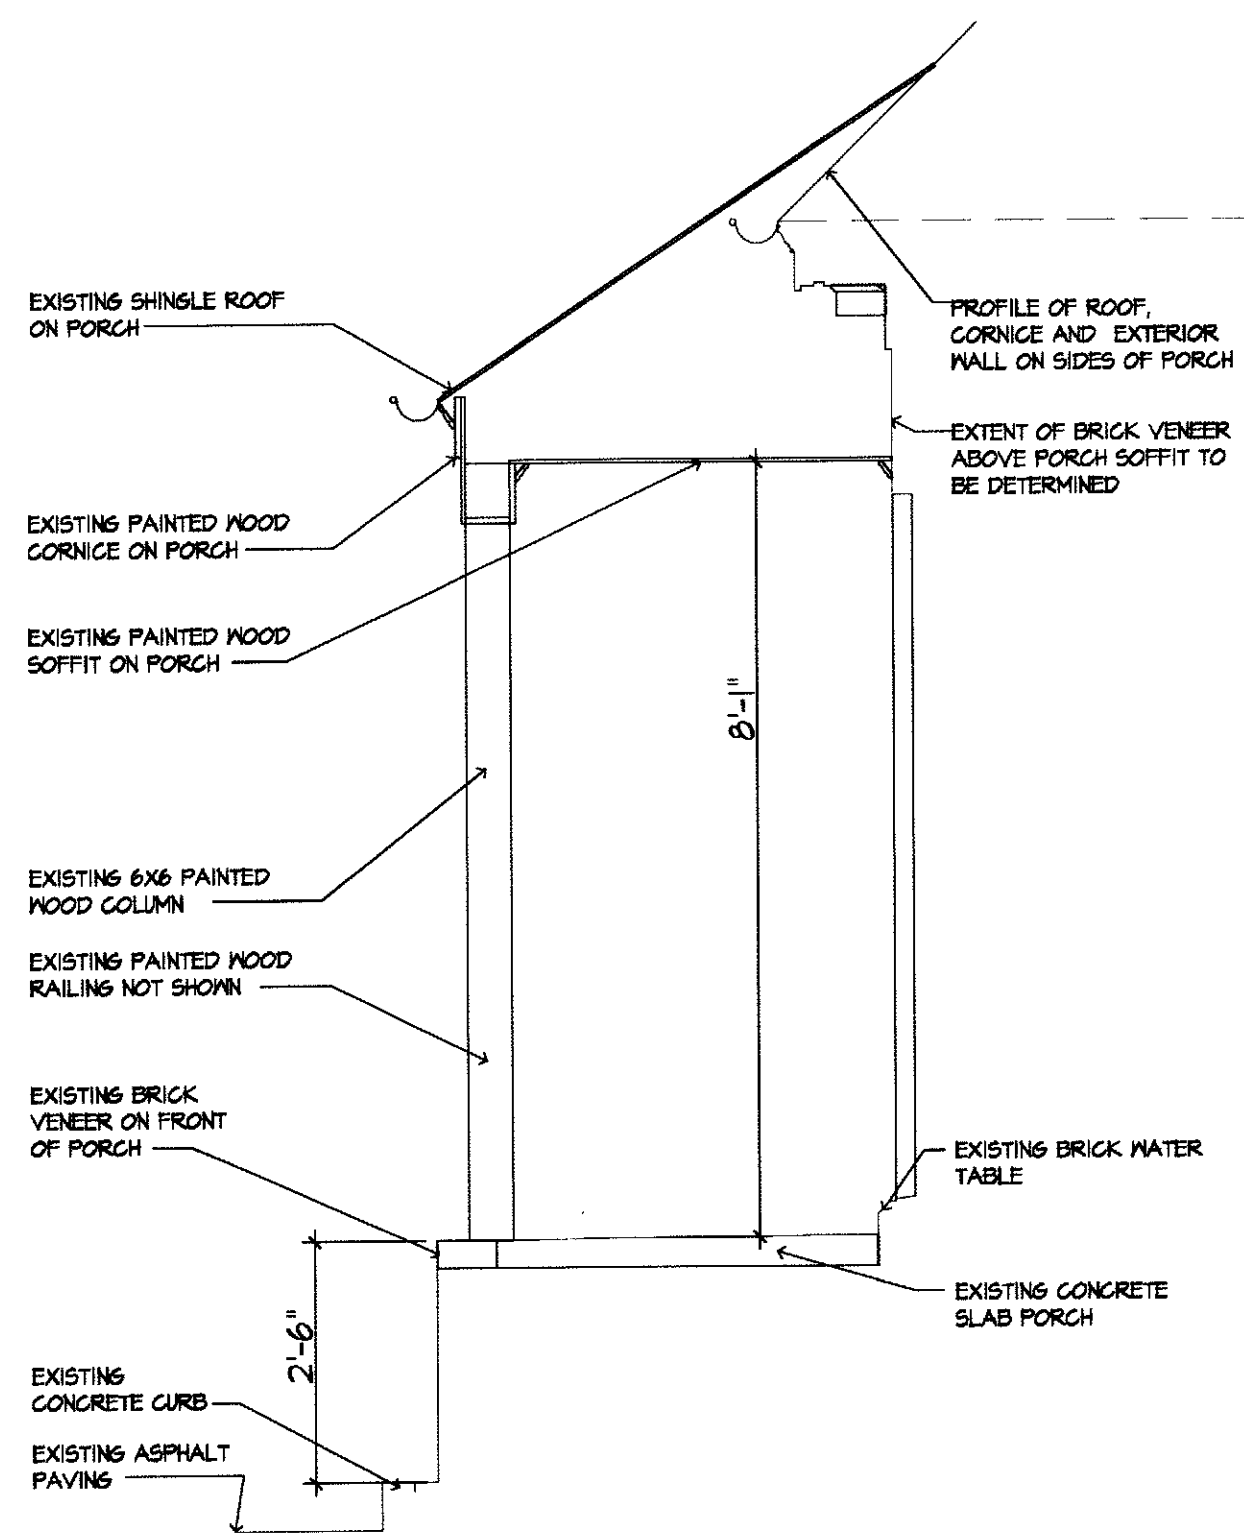 EXISTING SHINGLE ROOF
ON PORCH
PROFILE OF ROOF,
CORNICE AND EXTERIOR
WALL ON SIDES OF PORCH
EXTENT OF BRICK VENEER
ABOVE PORCH SOFFIT TO
BE DETERMINED
EXISTING PAINTED WOOD
CORNICE ON PORCH
EXISTING PAINTED WOOD
SOFFIT ON PORCH
8'-1"
EXISTING 6X6 PAINTED
WOOD COLUMN
EXISTING PAINTED WOOD
RAILING NOT SHOWN
EXISTING BRICK
VENEER ON FRONT
OF PORCH
EXISTING BRICK WATER
TABLE
EXISTING CONCRETE
SLAB PORCH
2'-6"
EXISTING
CONCRETE CURB
EXISTING ASPHALT
PAVING